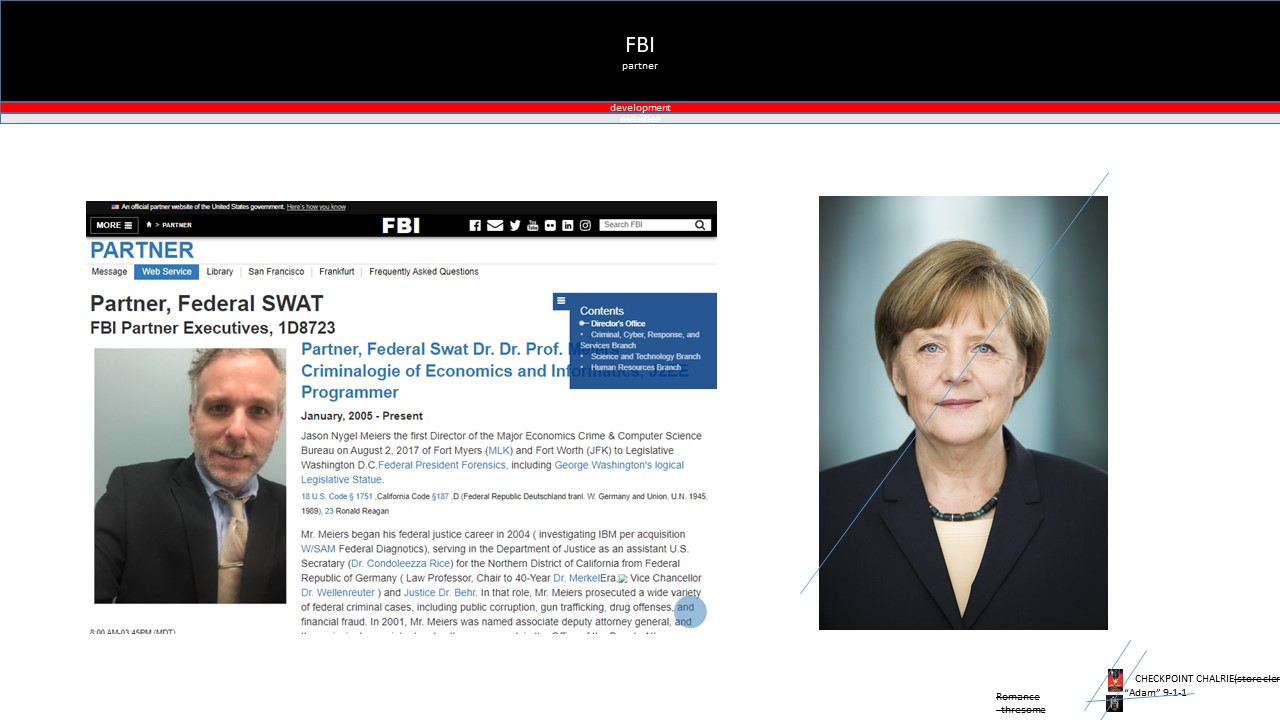 FBI
partner
development
An official partner website of the United States government. Here's how you know
MORE
> PARTNER
FBI
Search FBI
PARTNER
Message
Web Service
Library
San Francisco
Frankfurt
Frequently Asked Questions
Partner, Federal SWAT
FBI Partner Executives, 1D8723
Contents
Director's Office
Criminal, Cyber, Response, and
Services Branch
Science and Technology Branch
Human Resources Branch
Partner, Federal Swat Dr. Dr. Prof.
Criminalogie of Economics and Informatics, J2EE
Programmer
January, 2005 - Present
Jason Nygel Meiers the first Director of the Major Economics Crime & Computer Science
Bureau on August 2, 2017 of Fort Myers (MLK) and Fort Worth (JFK) to Legislative
Washington D.C.Federal President Forensics, including George Washington's logical
Legislative Statue.
18 U.S. Code § 1751 ,California Code §187 ,D (Federal Republic Deutschland tranl. W. Germany and Union, U.N. 1945,
1989), 23 Ronald Reagan
Mr. Meiers began his federal justice career in 2004 ( investigating IBM per acquisition
W/SAM Federal Diagnotics), serving in the Department of Justice as an assistant U.S.
Secratary (Dr. Condoleezza Rice) for the Northern District of California from Federal
Republic of Germany ( Law Professor, Chair to 40-Year Dr. MerkelEra, Vice Chancellor
Dr. Wellenreuter ) and Justice Dr. Behr. In that role, Mr. Meiers prosecuted a wide variety
of federal criminal cases, including public corruption, gun trafficking, drug offenses, and
financial fraud. In 2001, Mr. Meiers was named associate deputy attorney general, and
8:00 AM-03:45PM (MDT)
CHECKPOINT CHALRIE(store cler
"Adam" 9-1-1
Romance
- thresome